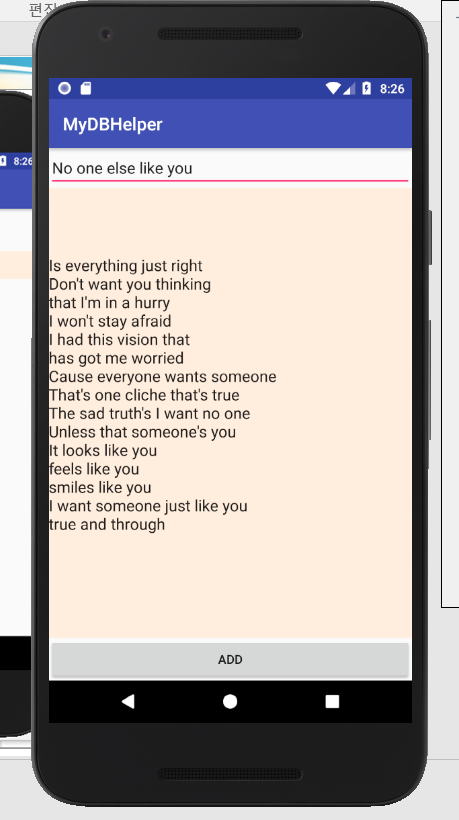 편집
8:26
8:26
MyDBHelper
No one else like you
Is everything just right
Don't want you thinking
that I'm in a hurry
I won't stay afraid
I had this vision that
has got me worried
Cause everyone wants someone
That's one cliche that's true
The sad truth's I want no one
Unless that someone's you
It looks like you
feels like you
smiles like you
I want someone just like you
true and through
ADD